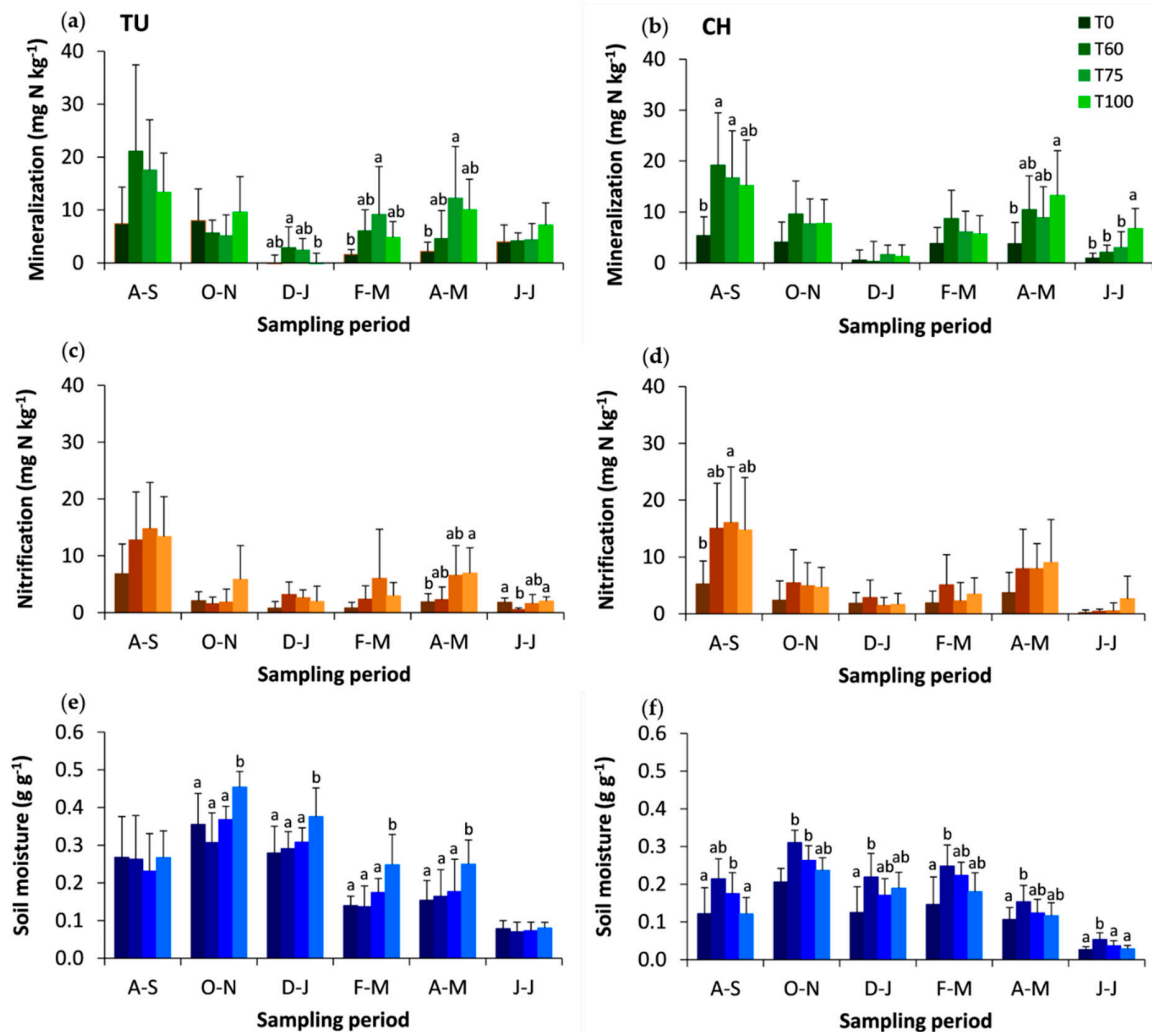 (a) TU
Mineralization (mg N kg⁻¹)
40
30
20
10
0
ab a b
b ab a ab
b ab a ab
A-S O-N D-J F-M A-M J-J
Sampling period
(b) CH
T0
T60
T75
T100
Mineralization (mg N kg⁻¹)
40
30
20
10
0
b a a ab
b ab ab a
b b b a
A-S O-N D-J F-M A-M J-J
Sampling period
(c)
Nitrification (mg N kg⁻¹)
40
30
20
10
0
b ab ab a
a b ab a
A-S O-N D-J F-M A-M J-J
Sampling period
(d)
Nitrification (mg N kg⁻¹)
40
30
20
10
0
b ab a ab
A-S O-N D-J F-M A-M J-J
Sampling period
(e)
Soil moisture (g g⁻¹)
0.6
0.5
0.4
0.3
0.2
0.1
0.0
a a a b
a a a b
a a a b
a a a b
A-S O-N D-J F-M A-M J-J
Sampling period
(f)
Soil moisture (g g⁻¹)
0.6
0.5
0.4
0.3
0.2
0.1
0.0
a ab b a
a b b ab
a b ab ab
a b ab ab
a b ab ab
a b a a
A-S O-N D-J F-M A-M J-J
Sampling period